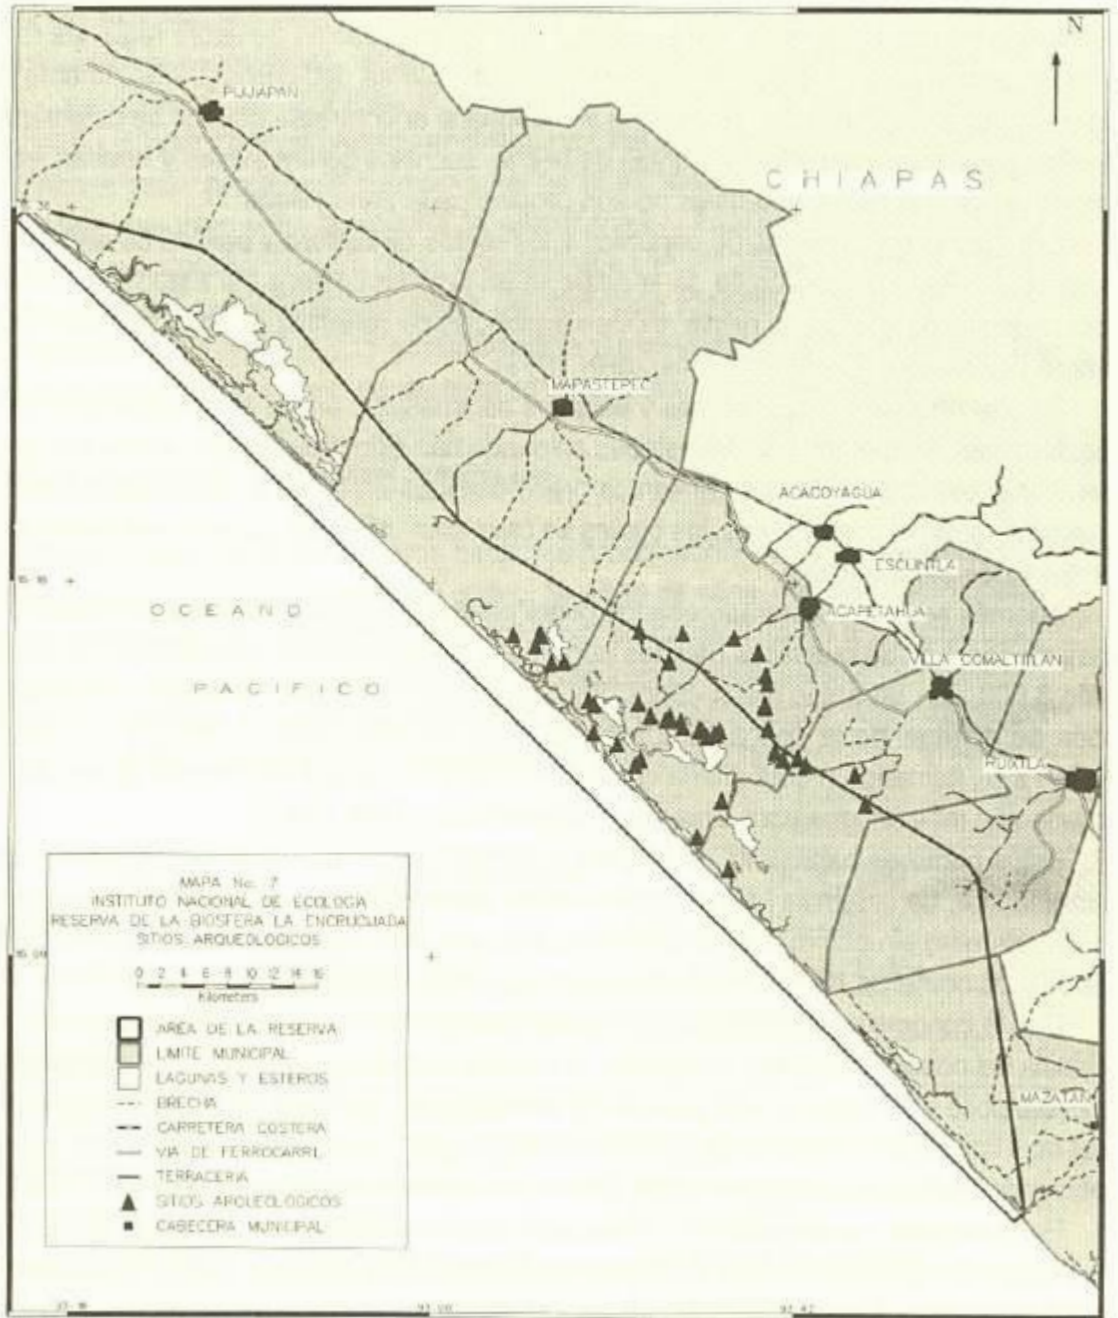 N
PIJIJIAPAN
CHIAPAS
MAPASTEPEC
ACACOYAGUA
ESCUINTLA
ACAPETAHUA
OCEANO
PACIFICO
VILLA COMALTITLAN
HUIXTLA
MAZATAN
MAPA No. 7
INSTITUTO NACIONAL DE ECOLOGIA
RESERVA DE LA BIOSFERA LA ENCRUCIJADA
SITIOS ARQUEOLOGICOS
0 2 4 6 8 10 12 14 16
Kilometers
AREA DE LA RESERVA
LIMITE MUNICIPAL
LAGUNAS Y ESTEROS
BRECHA
CARRETERA COSTERA
VIA DE FERROCARRIL
TERRACERIA
SITIOS ARQUEOLOGICOS
CABECERA MUNICIPAL